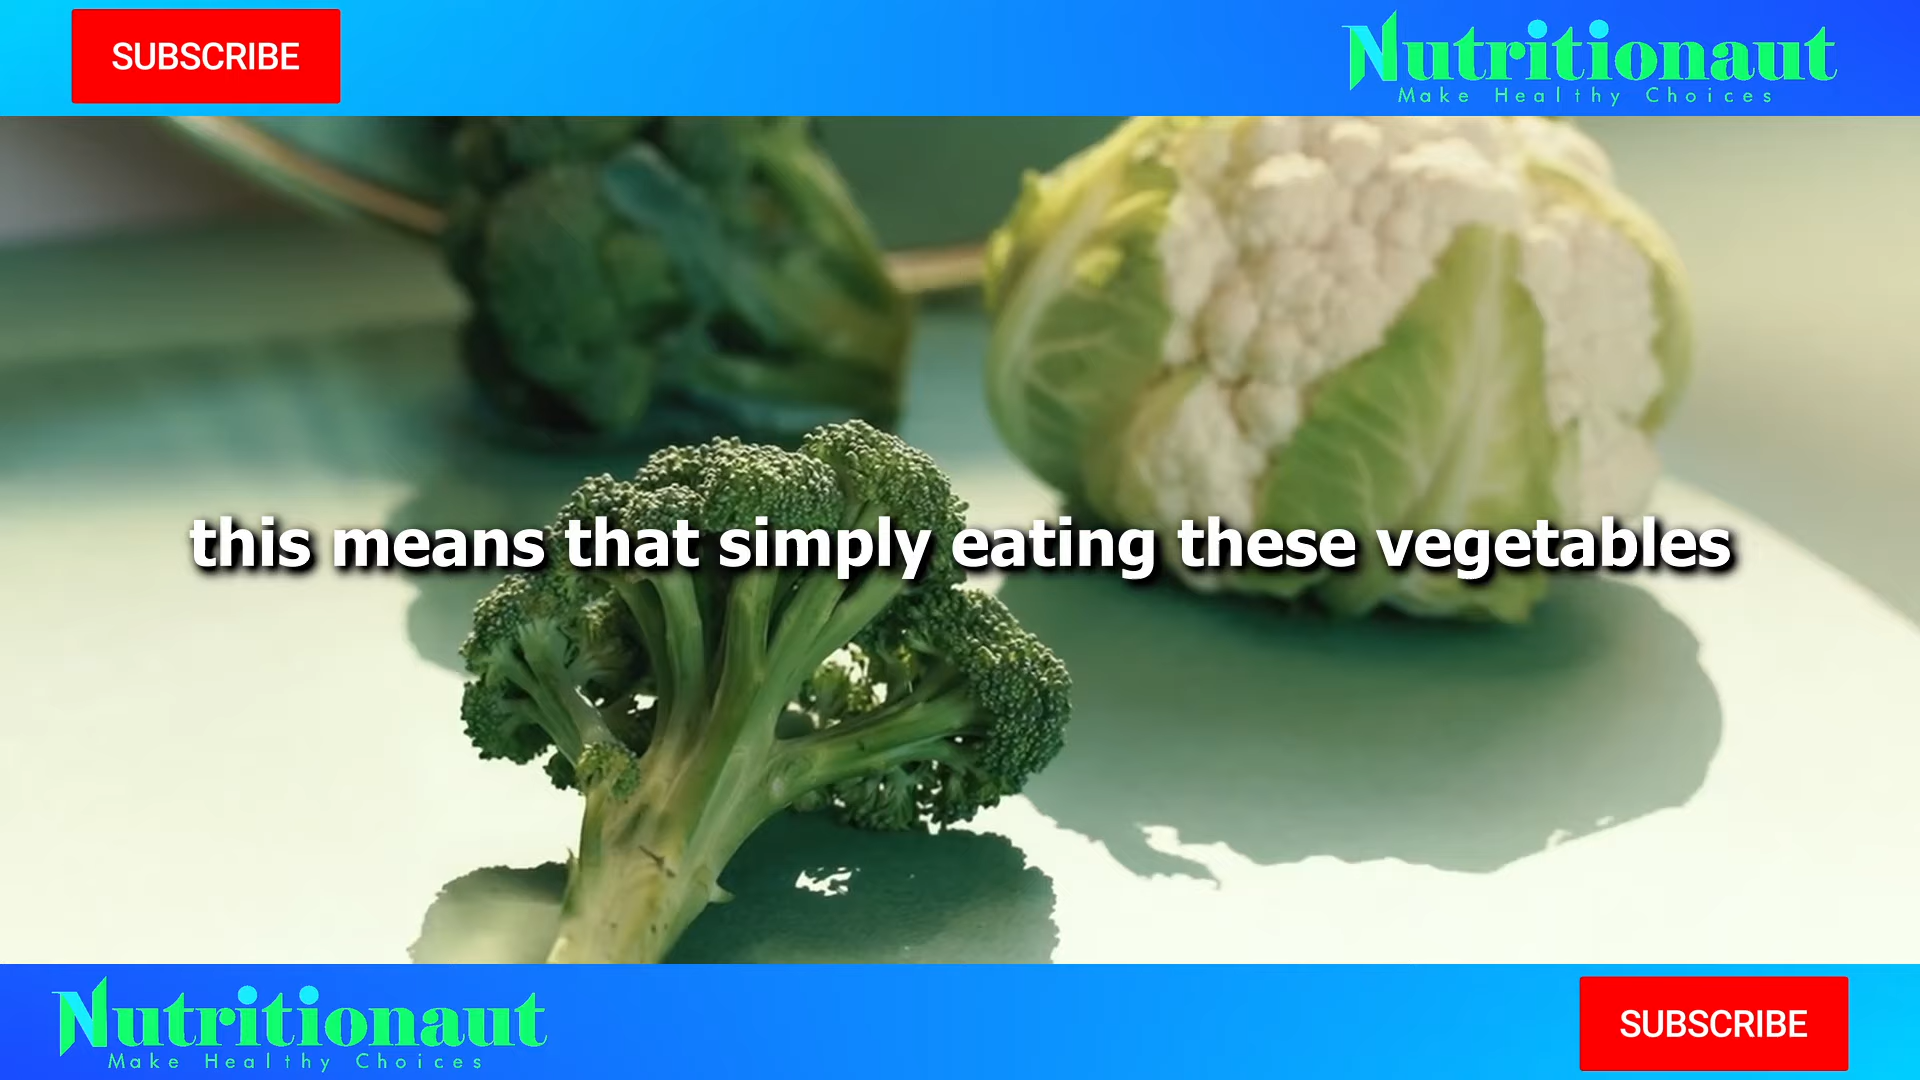 SUBSCRIBE
Nutritionaut
Make Healthy Choices
this means that simply eating these vegetables
Nutritionaut
Make Healthy Choices
SUBSCRIBE